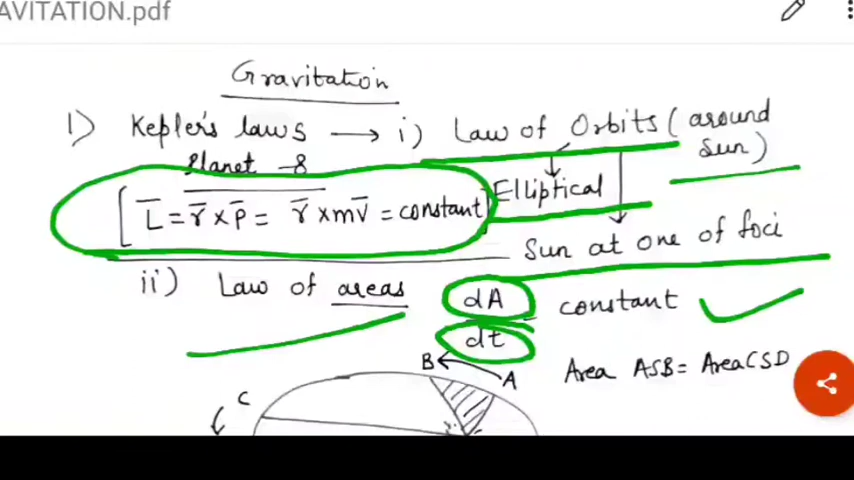 AVITATION.pdf
Gravitation
1) Kepler's laws → i) Law of Orbits (around Sun)
Planet - 8
Elliptical
[L̅ = r̅ × p̅ = r̅ × mv̅ = constant]
Sun at one of foci
ii) Law of areas dA/dt constant
Area ASB = Area CSD
B A
C